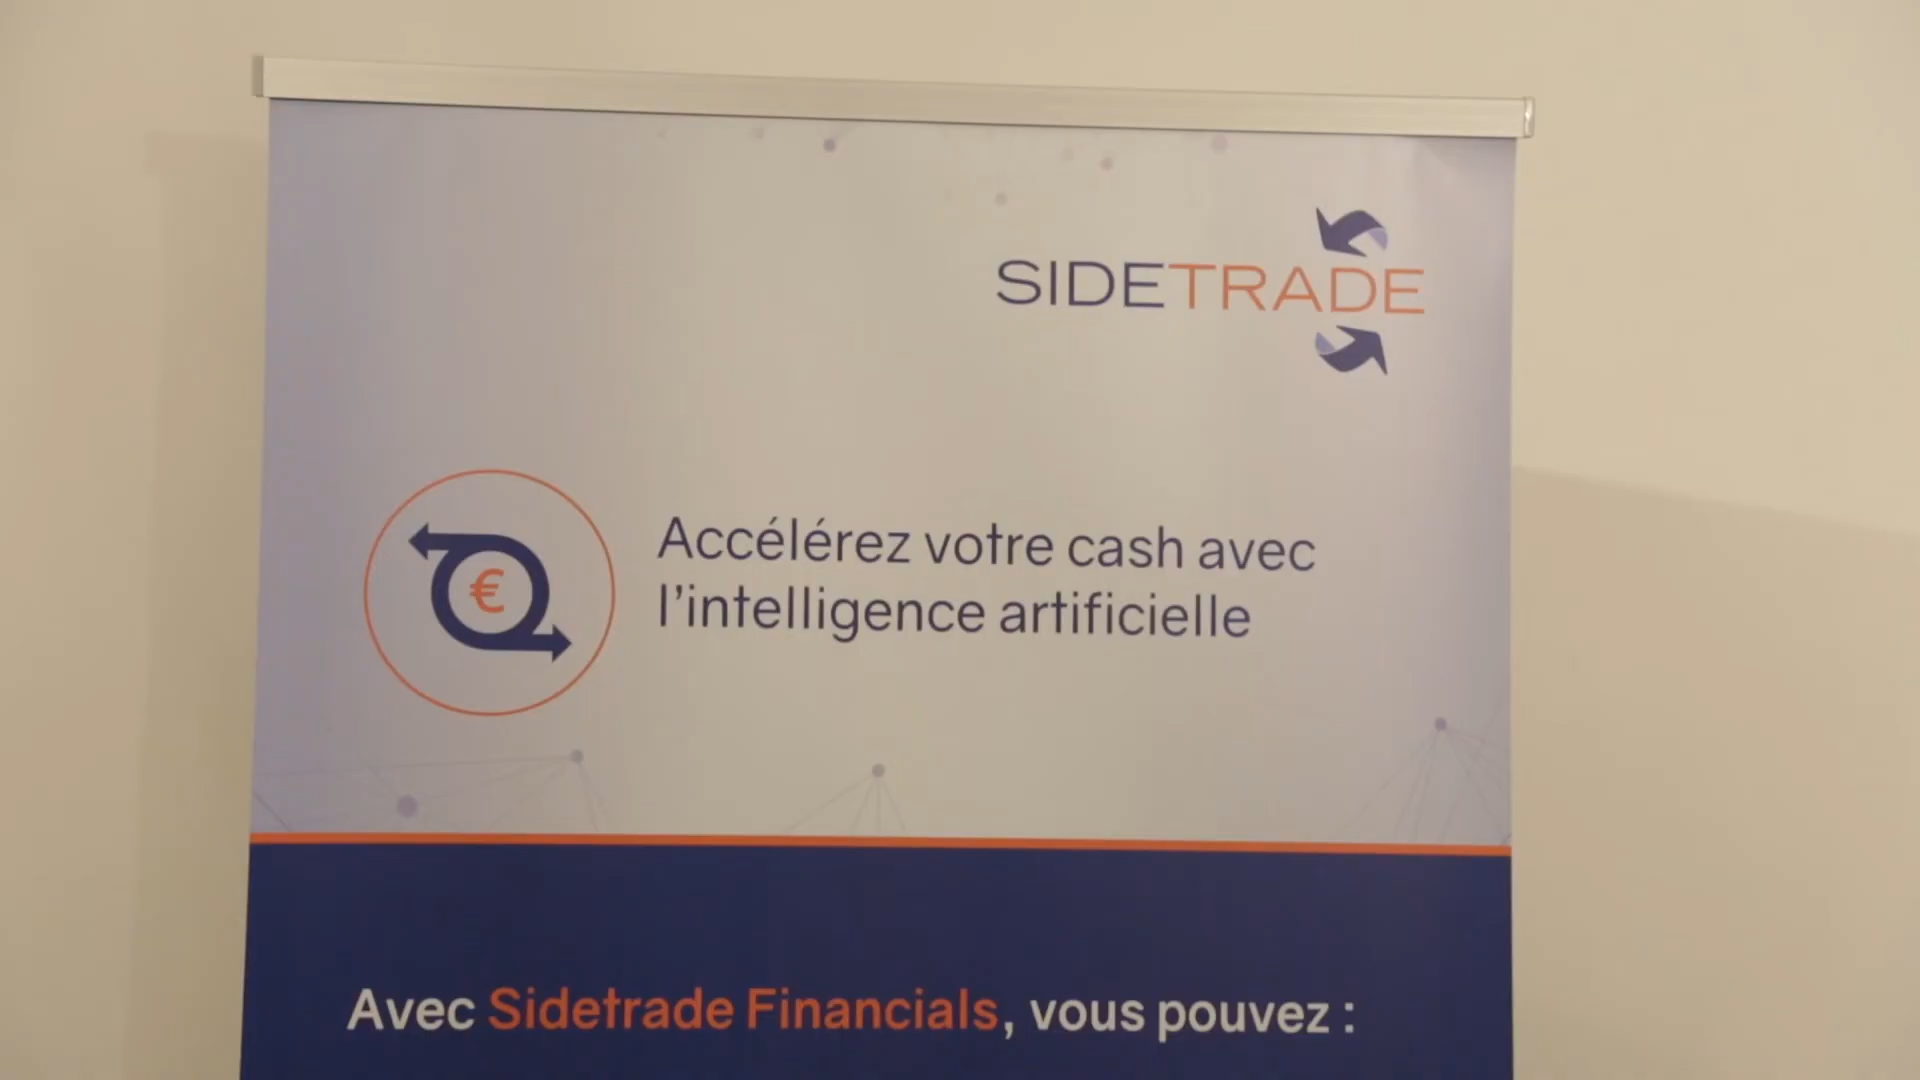 SIDETRADE
€
Accélérez votre cash avec
l'intelligence artificielle
Avec Sidetrade Financials, vous pouvez :